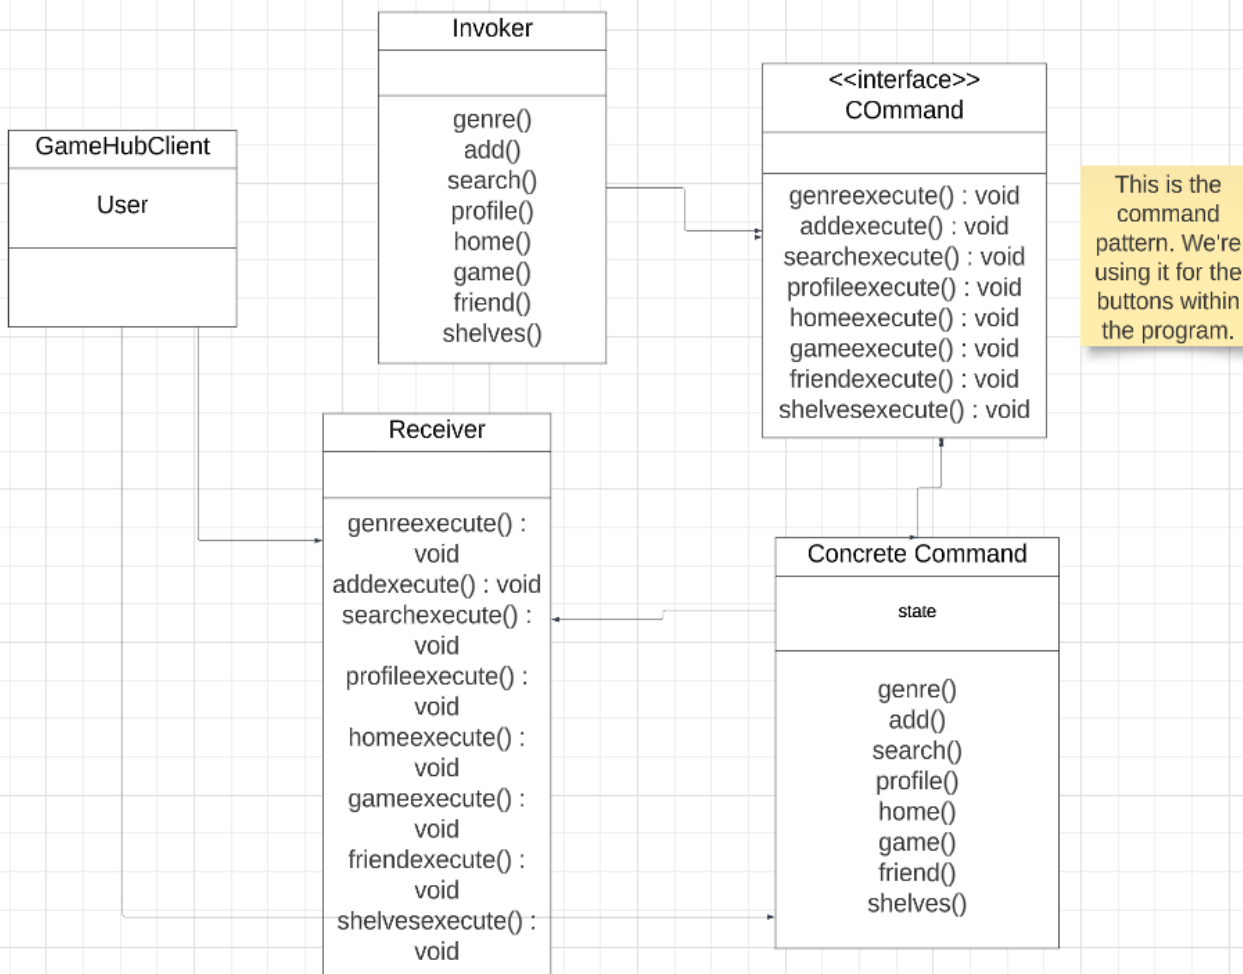 Invoker
genre()
add()
search()
profile()
home()
game()
friend()
shelves()
<<interface>>
COmmand
genreexecute() : void
addexecute() : void
searchexecute() : void
profileexecute() : void
homeexecute() : void
gameexecute() : void
friendexecute() : void
shelvesexecute() : void
GameHubClient
User
This is the
command
pattern. We're
using it for the
buttons within
the program.
Receiver
genreexecute() :
void
addexecute() : void
searchexecute() :
void
profileexecute() :
void
homeexecute() :
void
gameexecute() :
void
friendexecute() :
void
shelvesexecute() :
void
Concrete Command
state
genre()
add()
search()
profile()
home()
game()
friend()
shelves()